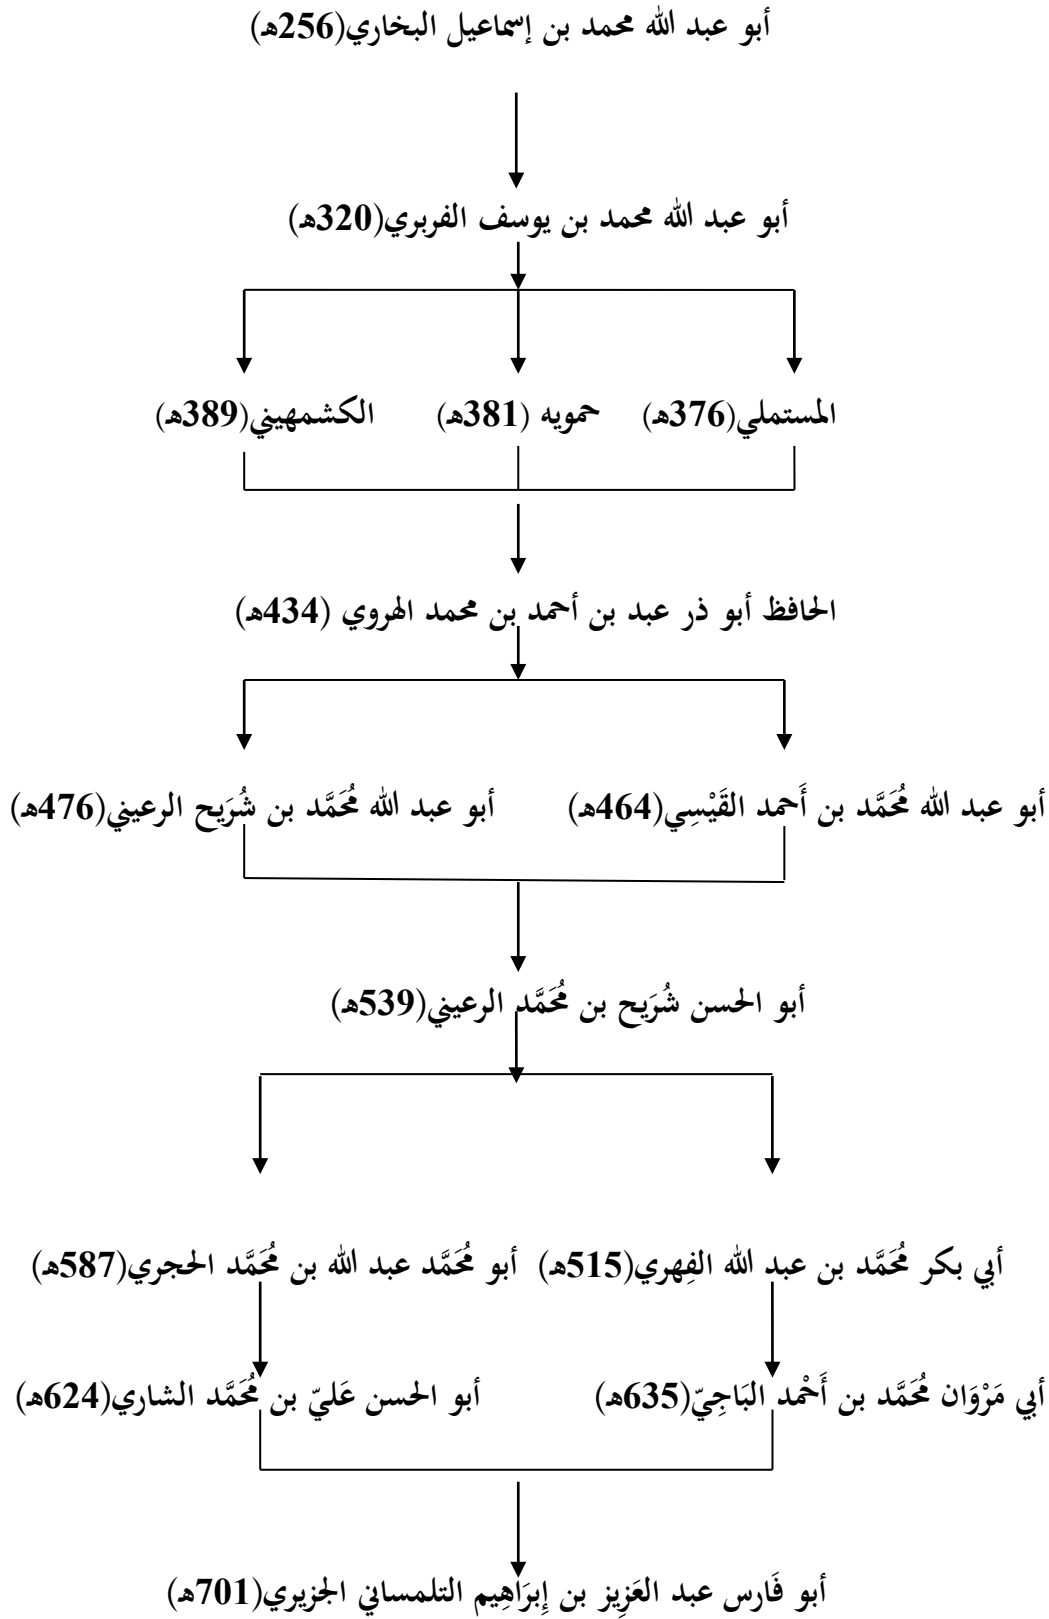 أبو عبد الله محمد بن إسماعيل البخاري(256هـ)
أبو عبد الله محمد بن يوسف الفربري(320هـ)
المستملي(376هـ) حمويه (381هـ) الكشمهيني(389هـ)
الحافظ أبو ذر عبد بن أحمد بن محمد الهروي (434هـ)
أبو عبد الله مُحَمَّد بن أَحمد القَيْسِي(464هـ) أبو عبد الله مُحَمَّد بن شُرَيح الرعيني(476هـ)
أبو الحسن شُرَيح بن مُحَمَّد الرعيني(539هـ)
أبي بكر مُحَمَّد بن عبد الله الفِهري(515هـ) أبو مُحَمَّد عبد الله بن مُحَمَّد الحجري(587هـ)
أبي مَرْوَان مُحَمَّد بن أَحْمد البَاجِيّ(635هـ) أبو الحسن عَليّ بن مُحَمَّد الشاري(624هـ)
أبو فَارس عبد العَزِيز بن إِبرَاهِيم التلمساني الجزيري(701هـ)